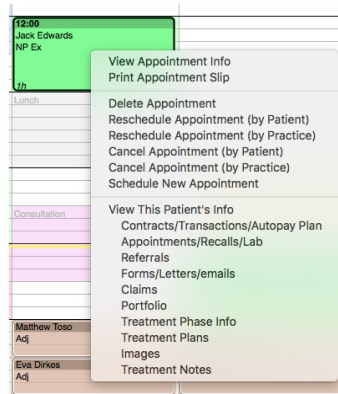 12:00
Jack Edwards
NP Ex
1h
Lunch
Consultation
Matthew Toso
Adj
Eva Dirkes
Adj
View Appointment Info
Print Appointment Slip
Delete Appointment
Reschedule Appointment (by Patient)
Reschedule Appointment (by Practice)
Cancel Appointment (by Patient)
Cancel Appointment (by Practice)
Schedule New Appointment
View This Patient's Info
Contracts/Transactions/Autopay Plan
Appointments/Recalls/Lab
Referrals
Forms/Letters/emails
Claims
Portfolio
Treatment Phase Info
Treatment Plans
Images
Treatment Notes